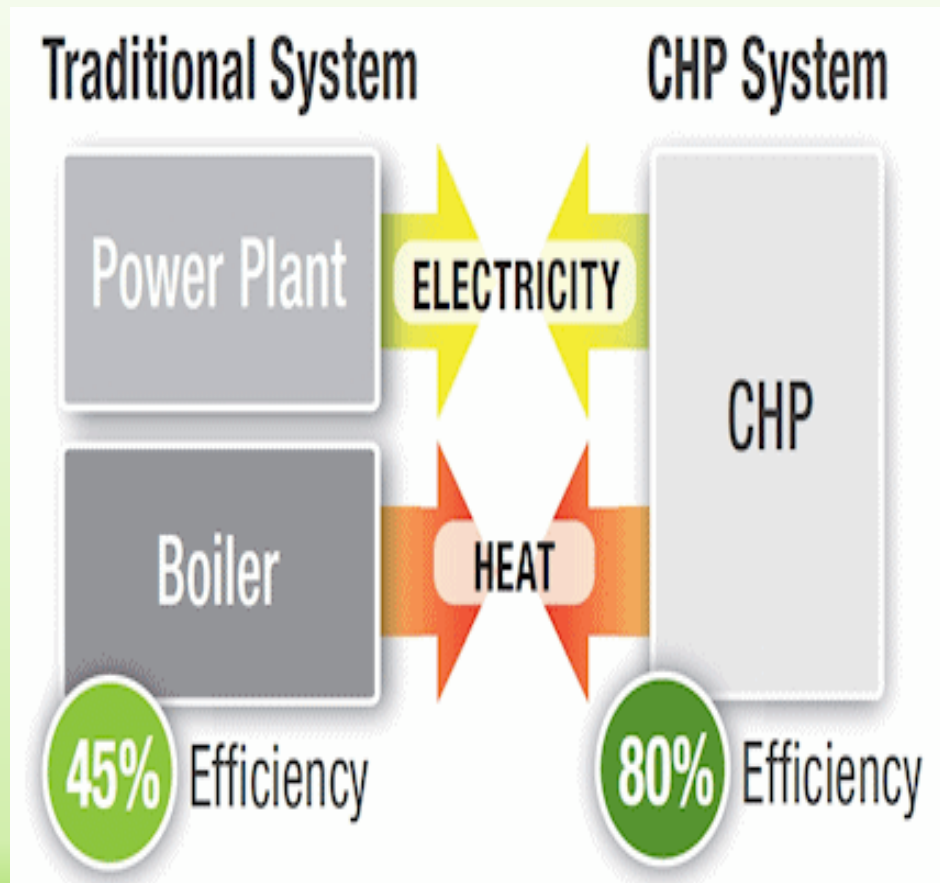 Traditional System
CHP System
Power Plant
ELECTRICITY
CHP
Boiler
HEAT
45% Efficiency
80% Efficiency